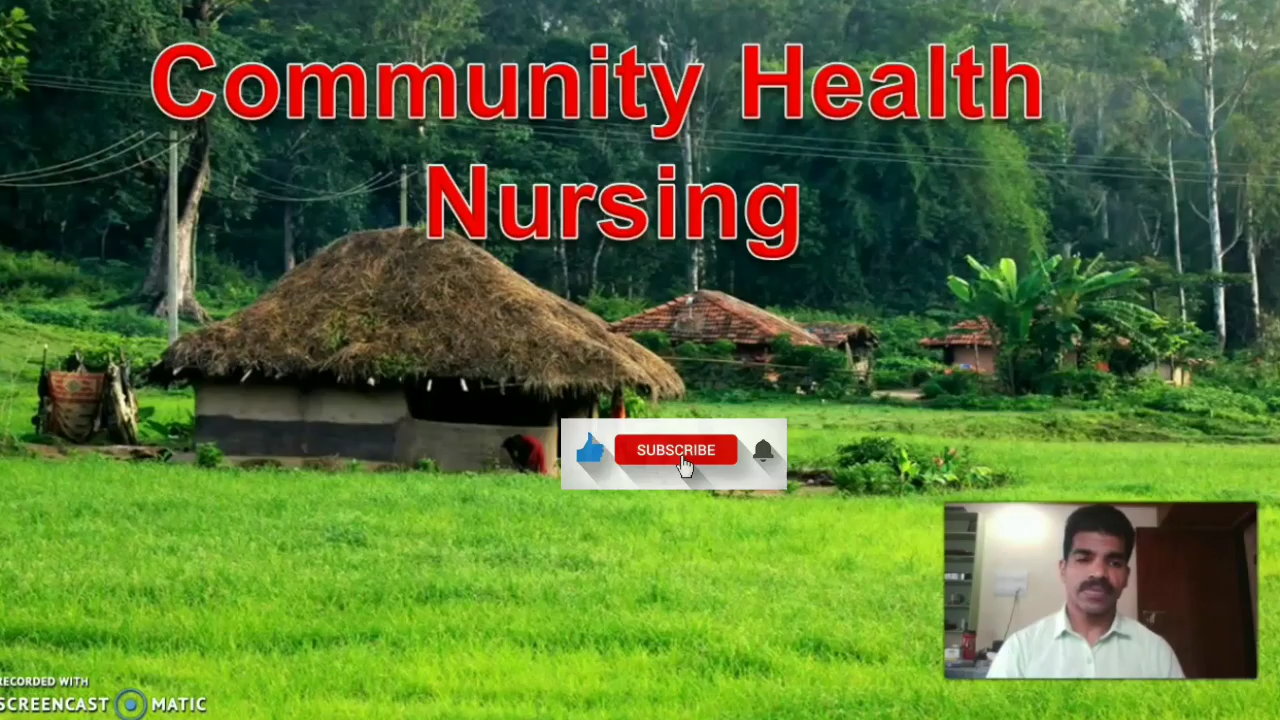 Community Health
Nursing
SUBSCRIBE
RECORDED WITH
SCREENCAST MATIC